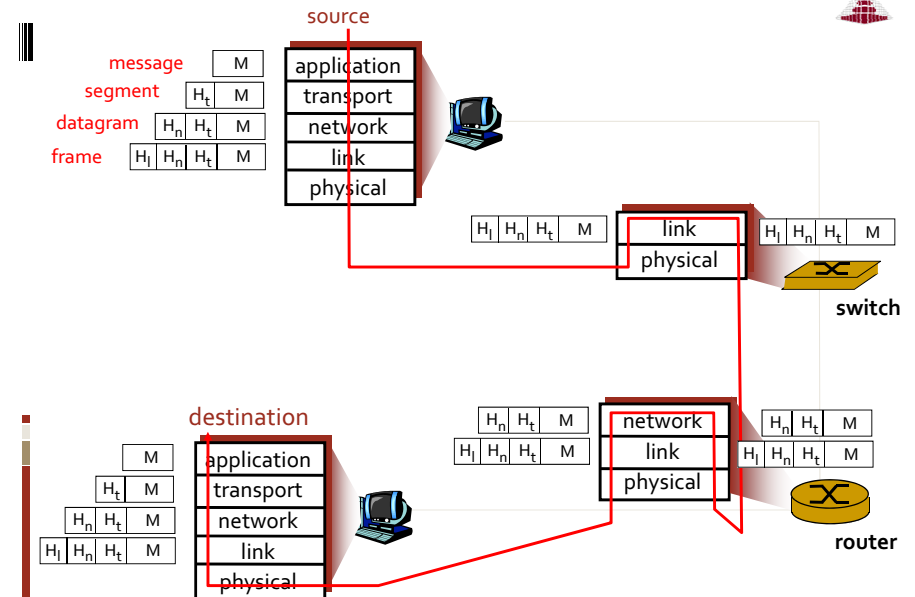 source
message M application
segment Hₜ M transport
datagram Hₙ Hₜ M network
frame Hₗ Hₙ Hₜ M link
physical
Hₗ Hₙ Hₜ M link Hₗ Hₙ Hₜ M
physical
switch
destination
Hₙ Hₜ M network Hₙ Hₜ M
Hₗ Hₙ Hₜ M link Hₗ Hₙ Hₜ M
physical
router
M application
Hₜ M transport
Hₙ Hₜ M network
Hₗ Hₙ Hₜ M link
physical